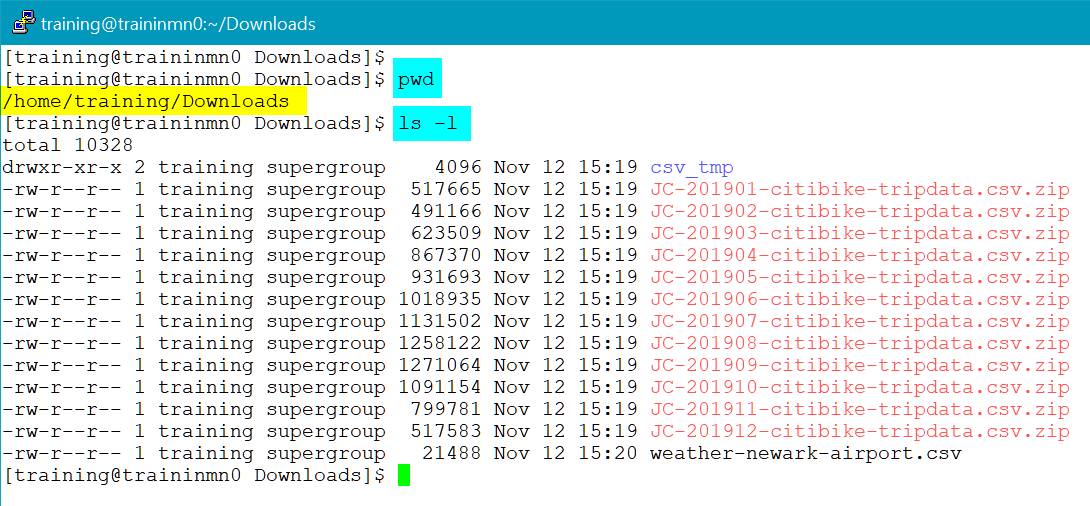 training@traininmn0:~/Downloads
[training@traininmn0 Downloads]$
[training@traininmn0 Downloads]$ pwd
/home/training/Downloads
[training@traininmn0 Downloads]$ ls -l
total 10328
drwxr-xr-x 2 training supergroup    4096 Nov 12 15:19 csv_tmp
-rw-r--r-- 1 training supergroup  517665 Nov 12 15:19 JC-201901-citibike-tripdata.csv.zip
-rw-r--r-- 1 training supergroup  491166 Nov 12 15:19 JC-201902-citibike-tripdata.csv.zip
-rw-r--r-- 1 training supergroup  623509 Nov 12 15:19 JC-201903-citibike-tripdata.csv.zip
-rw-r--r-- 1 training supergroup  867370 Nov 12 15:19 JC-201904-citibike-tripdata.csv.zip
-rw-r--r-- 1 training supergroup  931693 Nov 12 15:19 JC-201905-citibike-tripdata.csv.zip
-rw-r--r-- 1 training supergroup 1018935 Nov 12 15:19 JC-201906-citibike-tripdata.csv.zip
-rw-r--r-- 1 training supergroup 1131502 Nov 12 15:19 JC-201907-citibike-tripdata.csv.zip
-rw-r--r-- 1 training supergroup 1258122 Nov 12 15:19 JC-201908-citibike-tripdata.csv.zip
-rw-r--r-- 1 training supergroup 1271064 Nov 12 15:19 JC-201909-citibike-tripdata.csv.zip
-rw-r--r-- 1 training supergroup 1091154 Nov 12 15:19 JC-201910-citibike-tripdata.csv.zip
-rw-r--r-- 1 training supergroup  799781 Nov 12 15:19 JC-201911-citibike-tripdata.csv.zip
-rw-r--r-- 1 training supergroup  517583 Nov 12 15:19 JC-201912-citibike-tripdata.csv.zip
-rw-r--r-- 1 training supergroup   21488 Nov 12 15:20 weather-newark-airport.csv
[training@traininmn0 Downloads]$